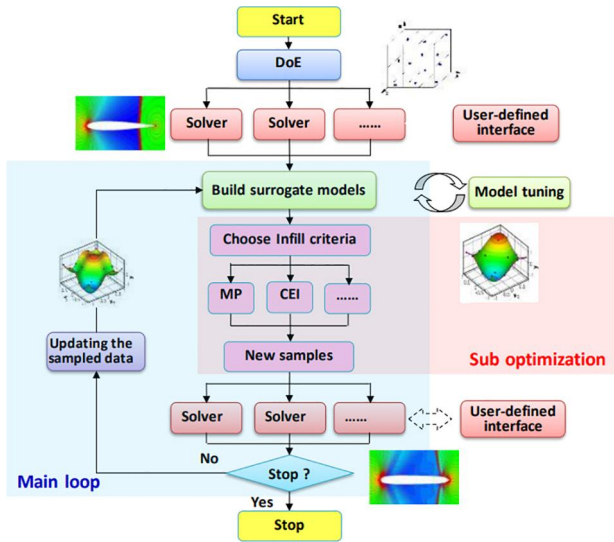 Start
DoE
Solver
Solver
......
User-defined
interface
Build surrogate models
Model tuning
Choose Infill criteria
MP
CEI
......
Updating the
sampled data
New samples
Sub optimization
Solver
Solver
......
User-defined
interface
No
Stop ?
Main loop
Yes
Stop